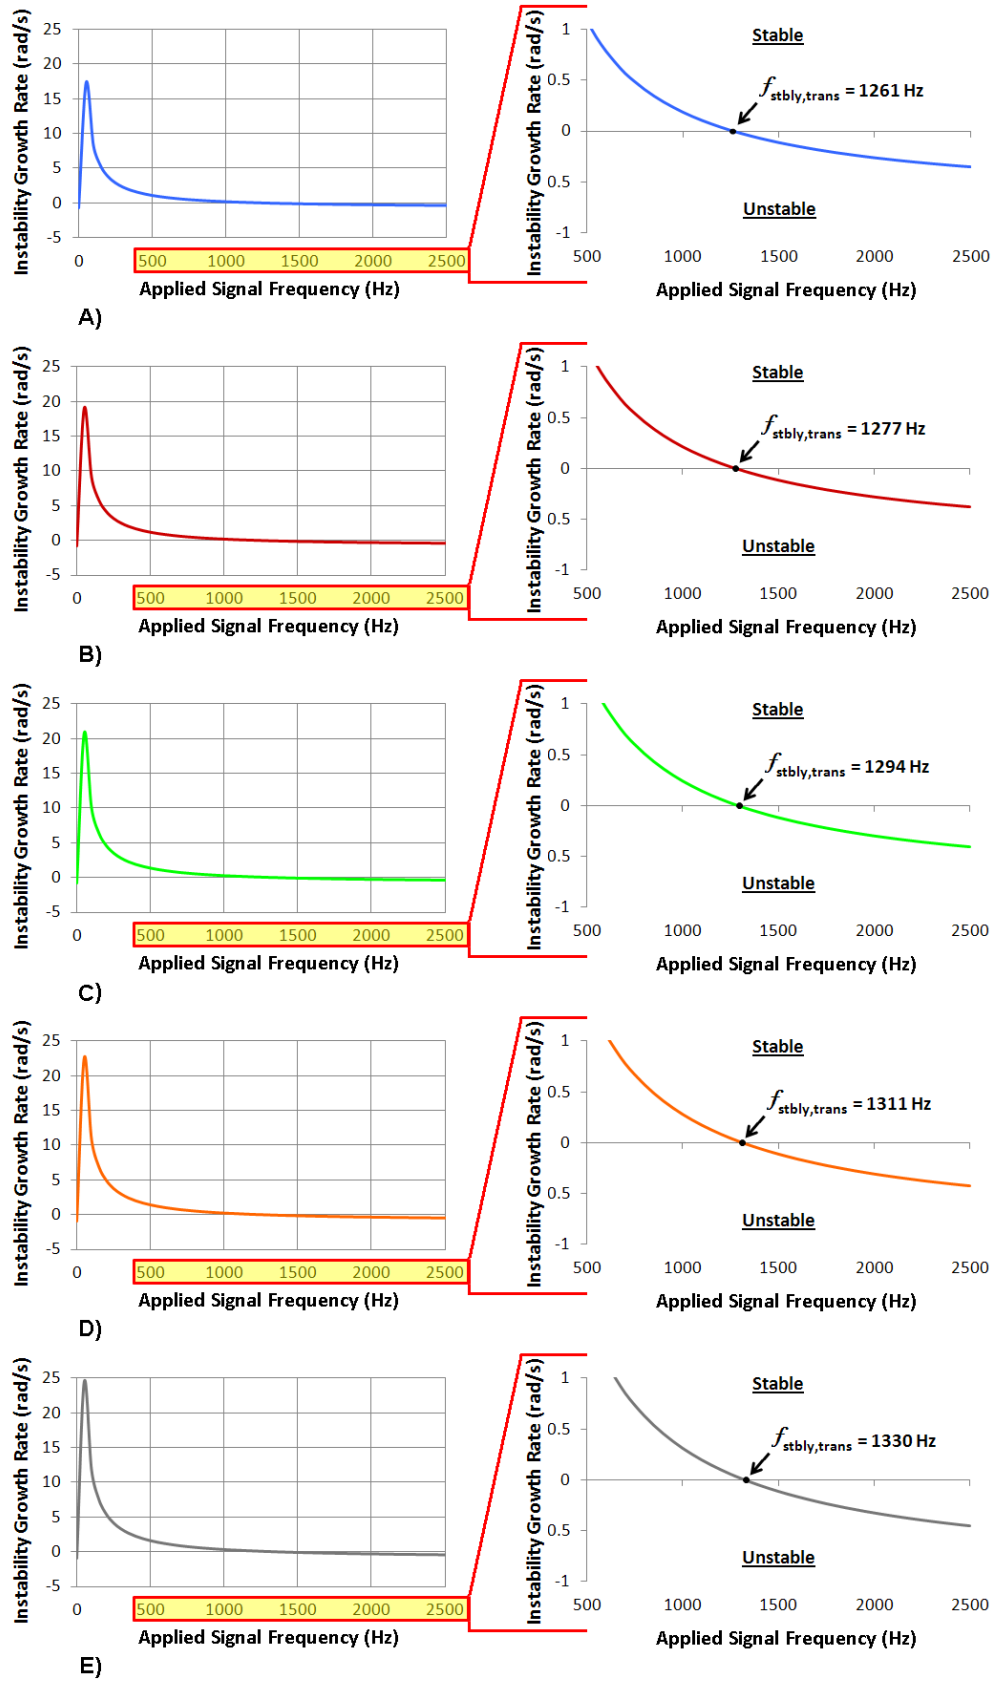 Instability Growth Rate (rad/s)
25
20
15
10
5
0
-5
0 500 1000 1500 2000 2500
Applied Signal Frequency (Hz)
A)
Instability Growth Rate (rad/s)
1
0.5
0
0.5
-1
Stable
fstbly,trans = 1261 Hz
Unstable
500 1000 1500 2000 2500
Applied Signal Frequency (Hz)
Instability Growth Rate (rad/s)
25
20
15
10
5
0
-5
0 500 1000 1500 2000 2500
Applied Signal Frequency (Hz)
B)
Instability Growth Rate (rad/s)
1
0.5
0
0.5
-1
Stable
fstbly,trans = 1277 Hz
Unstable
500 1000 1500 2000 2500
Applied Signal Frequency (Hz)
Instability Growth Rate (rad/s)
25
20
15
10
5
0
-5
0 500 1000 1500 2000 2500
Applied Signal Frequency (Hz)
C)
Instability Growth Rate (rad/s)
1
0.5
0
0.5
-1
Stable
fstbly,trans = 1294 Hz
Unstable
500 1000 1500 2000 2500
Applied Signal Frequency (Hz)
Instability Growth Rate (rad/s)
25
20
15
10
5
0
-5
0 500 1000 1500 2000 2500
Applied Signal Frequency (Hz)
D)
Instability Growth Rate (rad/s)
1
0.5
0
0.5
-1
Stable
fstbly,trans = 1311 Hz
Unstable
500 1000 1500 2000 2500
Applied Signal Frequency (Hz)
Instability Growth Rate (rad/s)
25
20
15
10
5
0
-5
0 500 1000 1500 2000 2500
Applied Signal Frequency (Hz)
E)
Instability Growth Rate (rad/s)
1
0.5
0
0.5
-1
Stable
fstbly,trans = 1330 Hz
Unstable
500 1000 1500 2000 2500
Applied Signal Frequency (Hz)